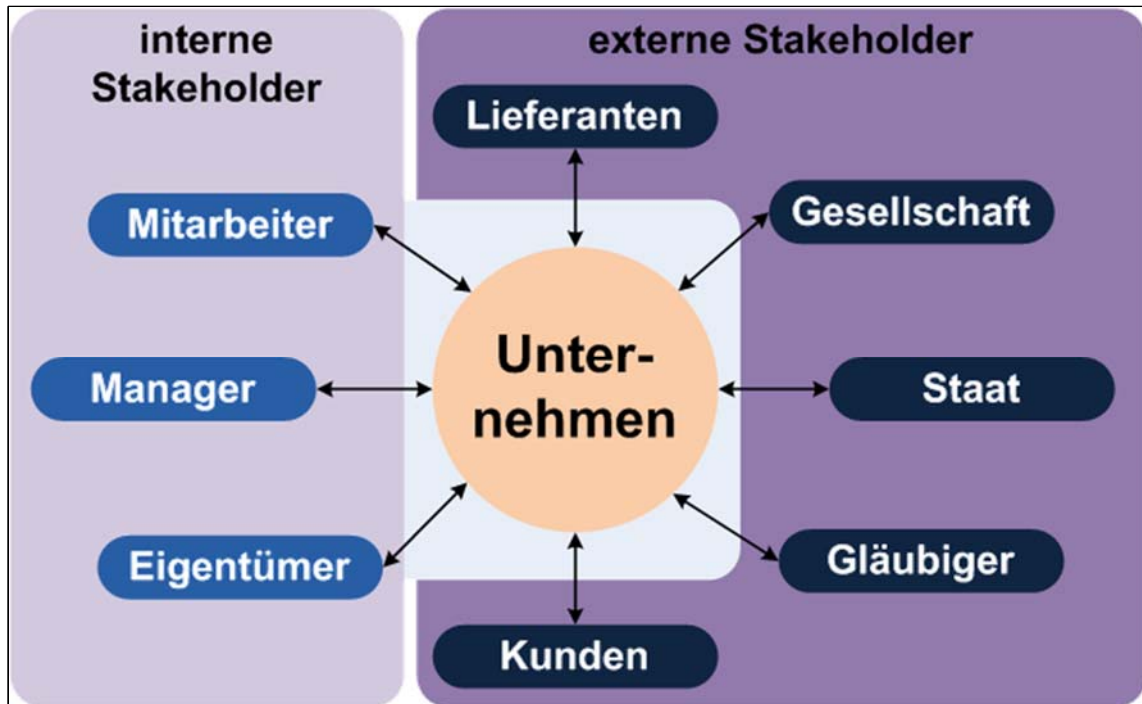 interne
Stakeholder
externe Stakeholder
Lieferanten
Mitarbeiter
Gesellschaft
Unter-
nehmen
Manager
Staat
Eigentümer
Gläubiger
Kunden